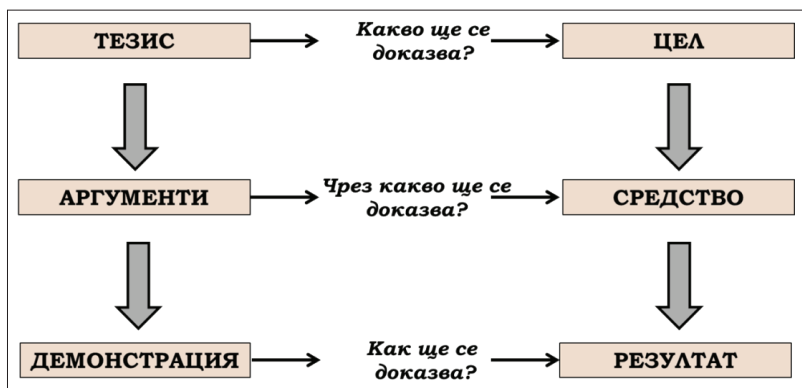 ТЕЗИС
Какво ще се
доказва?
ЦЕЛ
АРГУМЕНТИ
Чрез какво ще се
доказва?
СРЕДСТВО
ДЕМОНСТРАЦИЯ
Как ще се
доказва?
РЕЗУЛТАТ